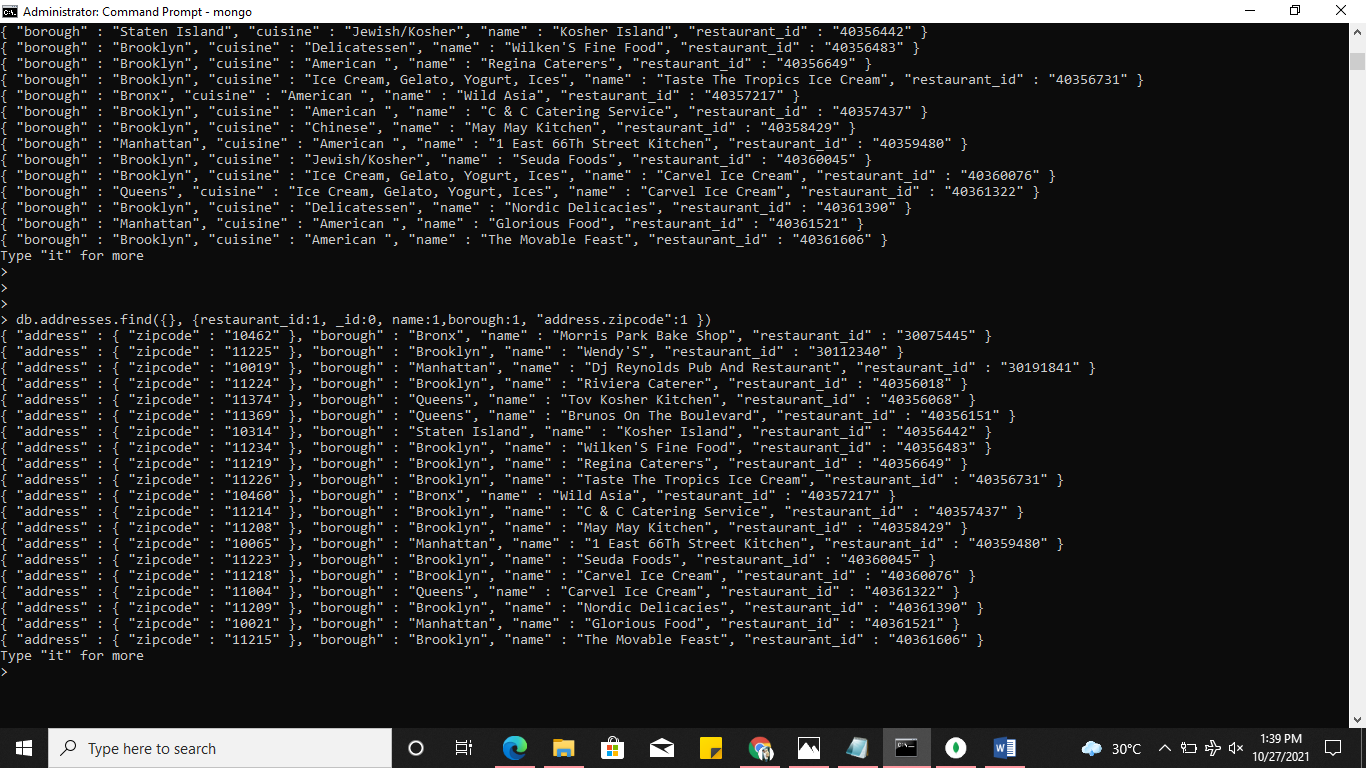 Administrator: Command Prompt - mongo
{ "borough" : "Staten Island", "cuisine" : "Jewish/Kosher", "name" : "Kosher Island", "restaurant_id" : "40356442" }
{ "borough" : "Brooklyn", "cuisine" : "Delicatessen", "name" : "Wilken'S Fine Food", "restaurant_id" : "40356483" }
{ "borough" : "Brooklyn", "cuisine" : "American ", "name" : "Regina Caterers", "restaurant_id" : "40356649" }
{ "borough" : "Brooklyn", "cuisine" : "Ice Cream, Gelato, Yogurt, Ices", "name" : "Taste The Tropics Ice Cream", "restaurant_id" : "40356731" }
{ "borough" : "Bronx", "cuisine" : "American ", "name" : "Wild Asia", "restaurant_id" : "40357217" }
{ "borough" : "Brooklyn", "cuisine" : "American ", "name" : "C & C Catering Service", "restaurant_id" : "40357437" }
{ "borough" : "Brooklyn", "cuisine" : "Chinese", "name" : "May May Kitchen", "restaurant_id" : "40358429" }
{ "borough" : "Manhattan", "cuisine" : "American ", "name" : "1 East 66Th Street Kitchen", "restaurant_id" : "40359480" }
{ "borough" : "Brooklyn", "cuisine" : "Jewish/Kosher", "name" : "Seuda Foods", "restaurant_id" : "40360045" }
{ "borough" : "Brooklyn", "cuisine" : "Ice Cream, Gelato, Yogurt, Ices", "name" : "Carvel Ice Cream", "restaurant_id" : "40360076" }
{ "borough" : "Queens", "cuisine" : "Ice Cream, Gelato, Yogurt, Ices", "name" : "Carvel Ice Cream", "restaurant_id" : "40361322" }
{ "borough" : "Brooklyn", "cuisine" : "Delicatessen", "name" : "Nordic Delicacies", "restaurant_id" : "40361390" }
{ "borough" : "Manhattan", "cuisine" : "American ", "name" : "Glorious Food", "restaurant_id" : "40361521" }
{ "borough" : "Brooklyn", "cuisine" : "American ", "name" : "The Movable Feast", "restaurant_id" : "40361606" }
Type "it" for more
>
>
>
> db.addresses.find({}, {restaurant_id:1, _id:0, name:1,borough:1, "address.zipcode":1 })
{ "address" : { "zipcode" : "10462" }, "borough" : "Bronx", "name" : "Morris Park Bake Shop", "restaurant_id" : "30075445" }
{ "address" : { "zipcode" : "11225" }, "borough" : "Brooklyn", "name" : "Wendy'S", "restaurant_id" : "30112340" }
{ "address" : { "zipcode" : "10019" }, "borough" : "Manhattan", "name" : "Dj Reynolds Pub And Restaurant", "restaurant_id" : "30191841" }
{ "address" : { "zipcode" : "11224" }, "borough" : "Brooklyn", "name" : "Riviera Caterer", "restaurant_id" : "40356018" }
{ "address" : { "zipcode" : "11374" }, "borough" : "Queens", "name" : "Tov Kosher Kitchen", "restaurant_id" : "40356068" }
{ "address" : { "zipcode" : "11369" }, "borough" : "Queens", "name" : "Brunos On The Boulevard", "restaurant_id" : "40356151" }
{ "address" : { "zipcode" : "10314" }, "borough" : "Staten Island", "name" : "Kosher Island", "restaurant_id" : "40356442" }
{ "address" : { "zipcode" : "11234" }, "borough" : "Brooklyn", "name" : "Wilken'S Fine Food", "restaurant_id" : "40356483" }
{ "address" : { "zipcode" : "11219" }, "borough" : "Brooklyn", "name" : "Regina Caterers", "restaurant_id" : "40356649" }
{ "address" : { "zipcode" : "11226" }, "borough" : "Brooklyn", "name" : "Taste The Tropics Ice Cream", "restaurant_id" : "40356731" }
{ "address" : { "zipcode" : "10460" }, "borough" : "Bronx", "name" : "Wild Asia", "restaurant_id" : "40357217" }
{ "address" : { "zipcode" : "11214" }, "borough" : "Brooklyn", "name" : "C & C Catering Service", "restaurant_id" : "40357437" }
{ "address" : { "zipcode" : "11208" }, "borough" : "Brooklyn", "name" : "May May Kitchen", "restaurant_id" : "40358429" }
{ "address" : { "zipcode" : "10065" }, "borough" : "Manhattan", "name" : "1 East 66Th Street Kitchen", "restaurant_id" : "40359480" }
{ "address" : { "zipcode" : "11223" }, "borough" : "Brooklyn", "name" : "Seuda Foods", "restaurant_id" : "40360045" }
{ "address" : { "zipcode" : "11218" }, "borough" : "Brooklyn", "name" : "Carvel Ice Cream", "restaurant_id" : "40360076" }
{ "address" : { "zipcode" : "11004" }, "borough" : "Queens", "name" : "Carvel Ice Cream", "restaurant_id" : "40361322" }
{ "address" : { "zipcode" : "11209" }, "borough" : "Brooklyn", "name" : "Nordic Delicacies", "restaurant_id" : "40361390" }
{ "address" : { "zipcode" : "10021" }, "borough" : "Manhattan", "name" : "Glorious Food", "restaurant_id" : "40361521" }
{ "address" : { "zipcode" : "11215" }, "borough" : "Brooklyn", "name" : "The Movable Feast", "restaurant_id" : "40361606" }
Type "it" for more
>
Type here to search
30°C
1:39 PM
10/27/2021